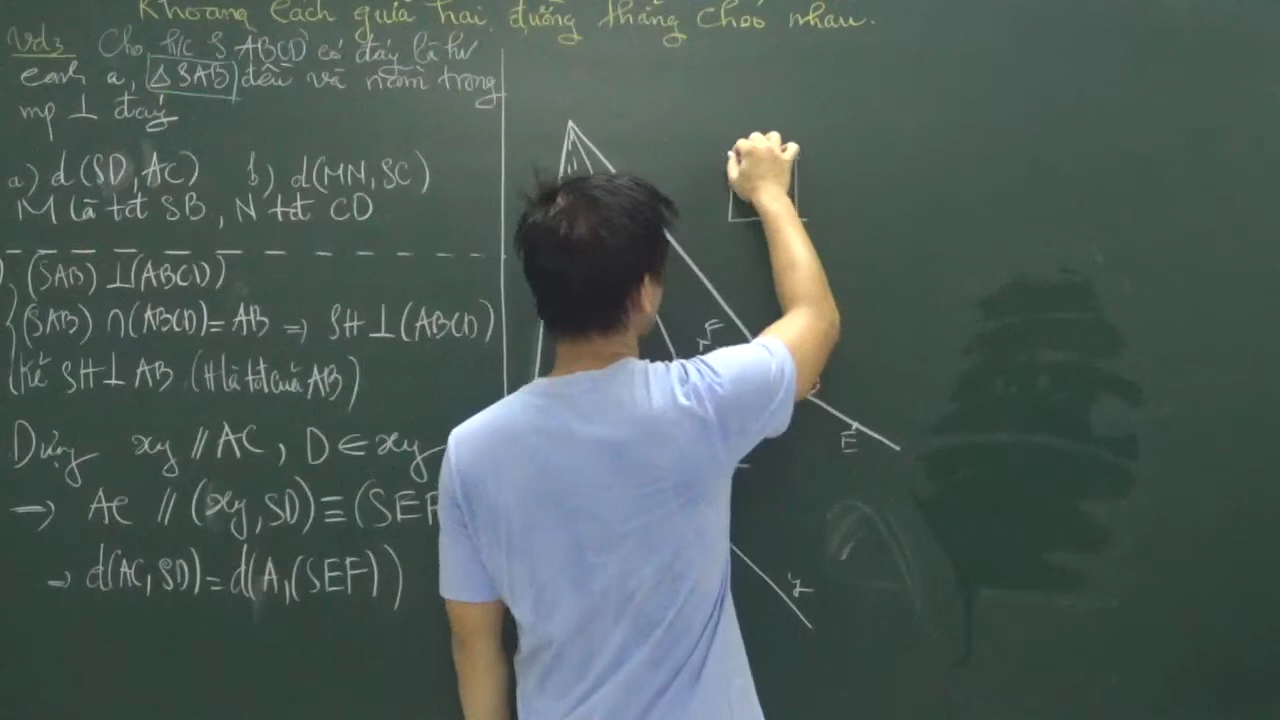 Khoảng cách giữa hai đường thẳng chéo nhau.
Vd3 Cho h/c SABCD có đáy là hv
cạnh a, ΔSAB đều và nằm trong
mp ⊥ đáy
a) d(SD, AC) b) d(MN, SC)
M là tđ SB, N tđ CD
(SAB) ⊥ (ABCD)
(SAB) ∩ (ABCD) = AB ⇒ SH ⊥ (ABCD)
Kẻ SH ⊥ AB (H là tđ của AB)
Dựng xy // AC, D ∈ xy
→ AC // (xy, SD) ≡ (SEF
→ d(AC, SD) = d(A, (SEF))
F
E
y